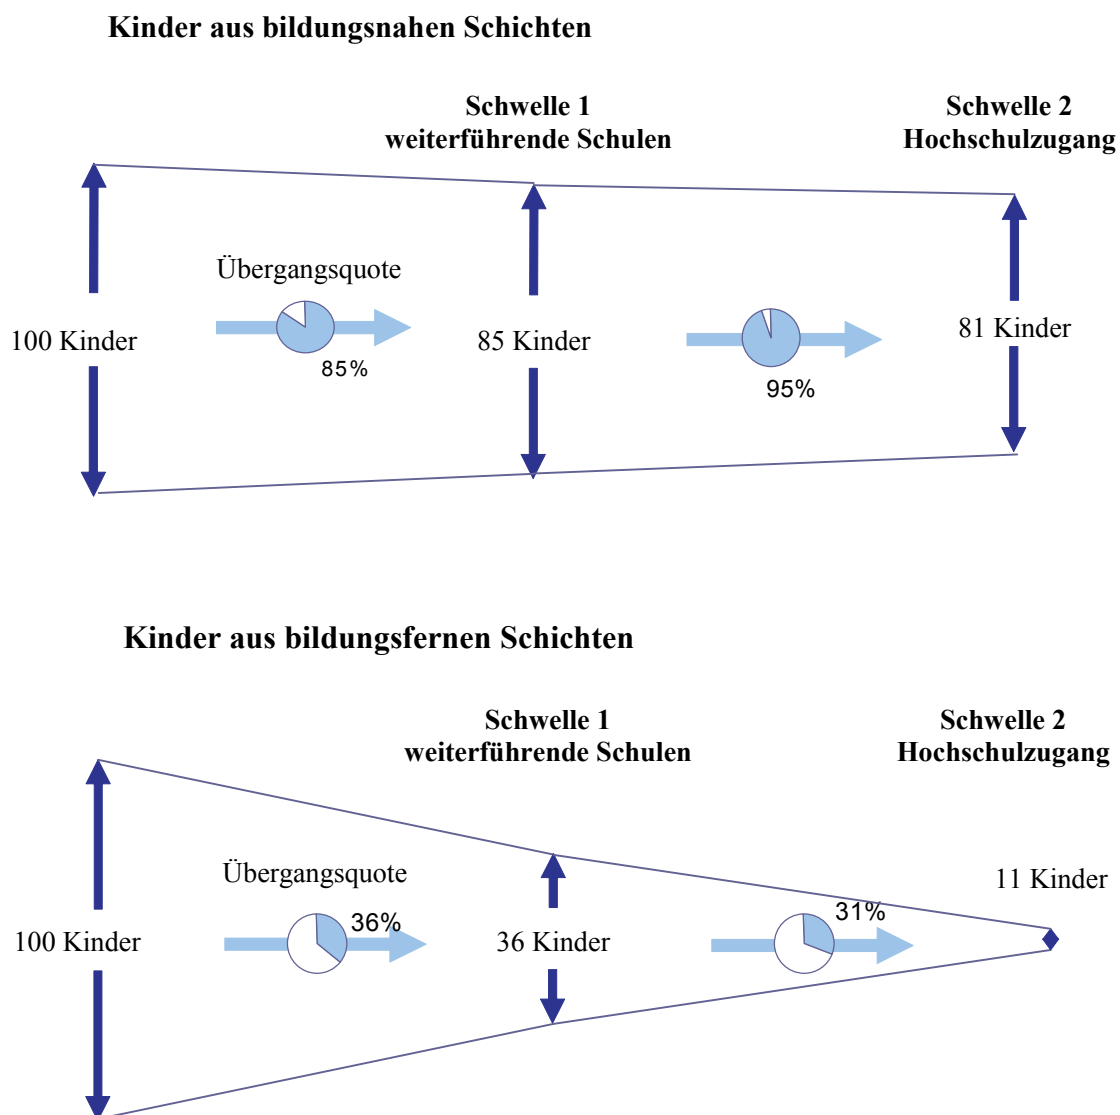 Kinder aus bildungsnahen Schichten
Schwelle 1
weiterführende Schulen
Schwelle 2
Hochschulzugang
Übergangsquote
100 Kinder
85%
85 Kinder
95%
81 Kinder
Kinder aus bildungsfernen Schichten
Schwelle 1
weiterführende Schulen
Schwelle 2
Hochschulzugang
Übergangsquote
100 Kinder
36%
36 Kinder
31%
11 Kinder